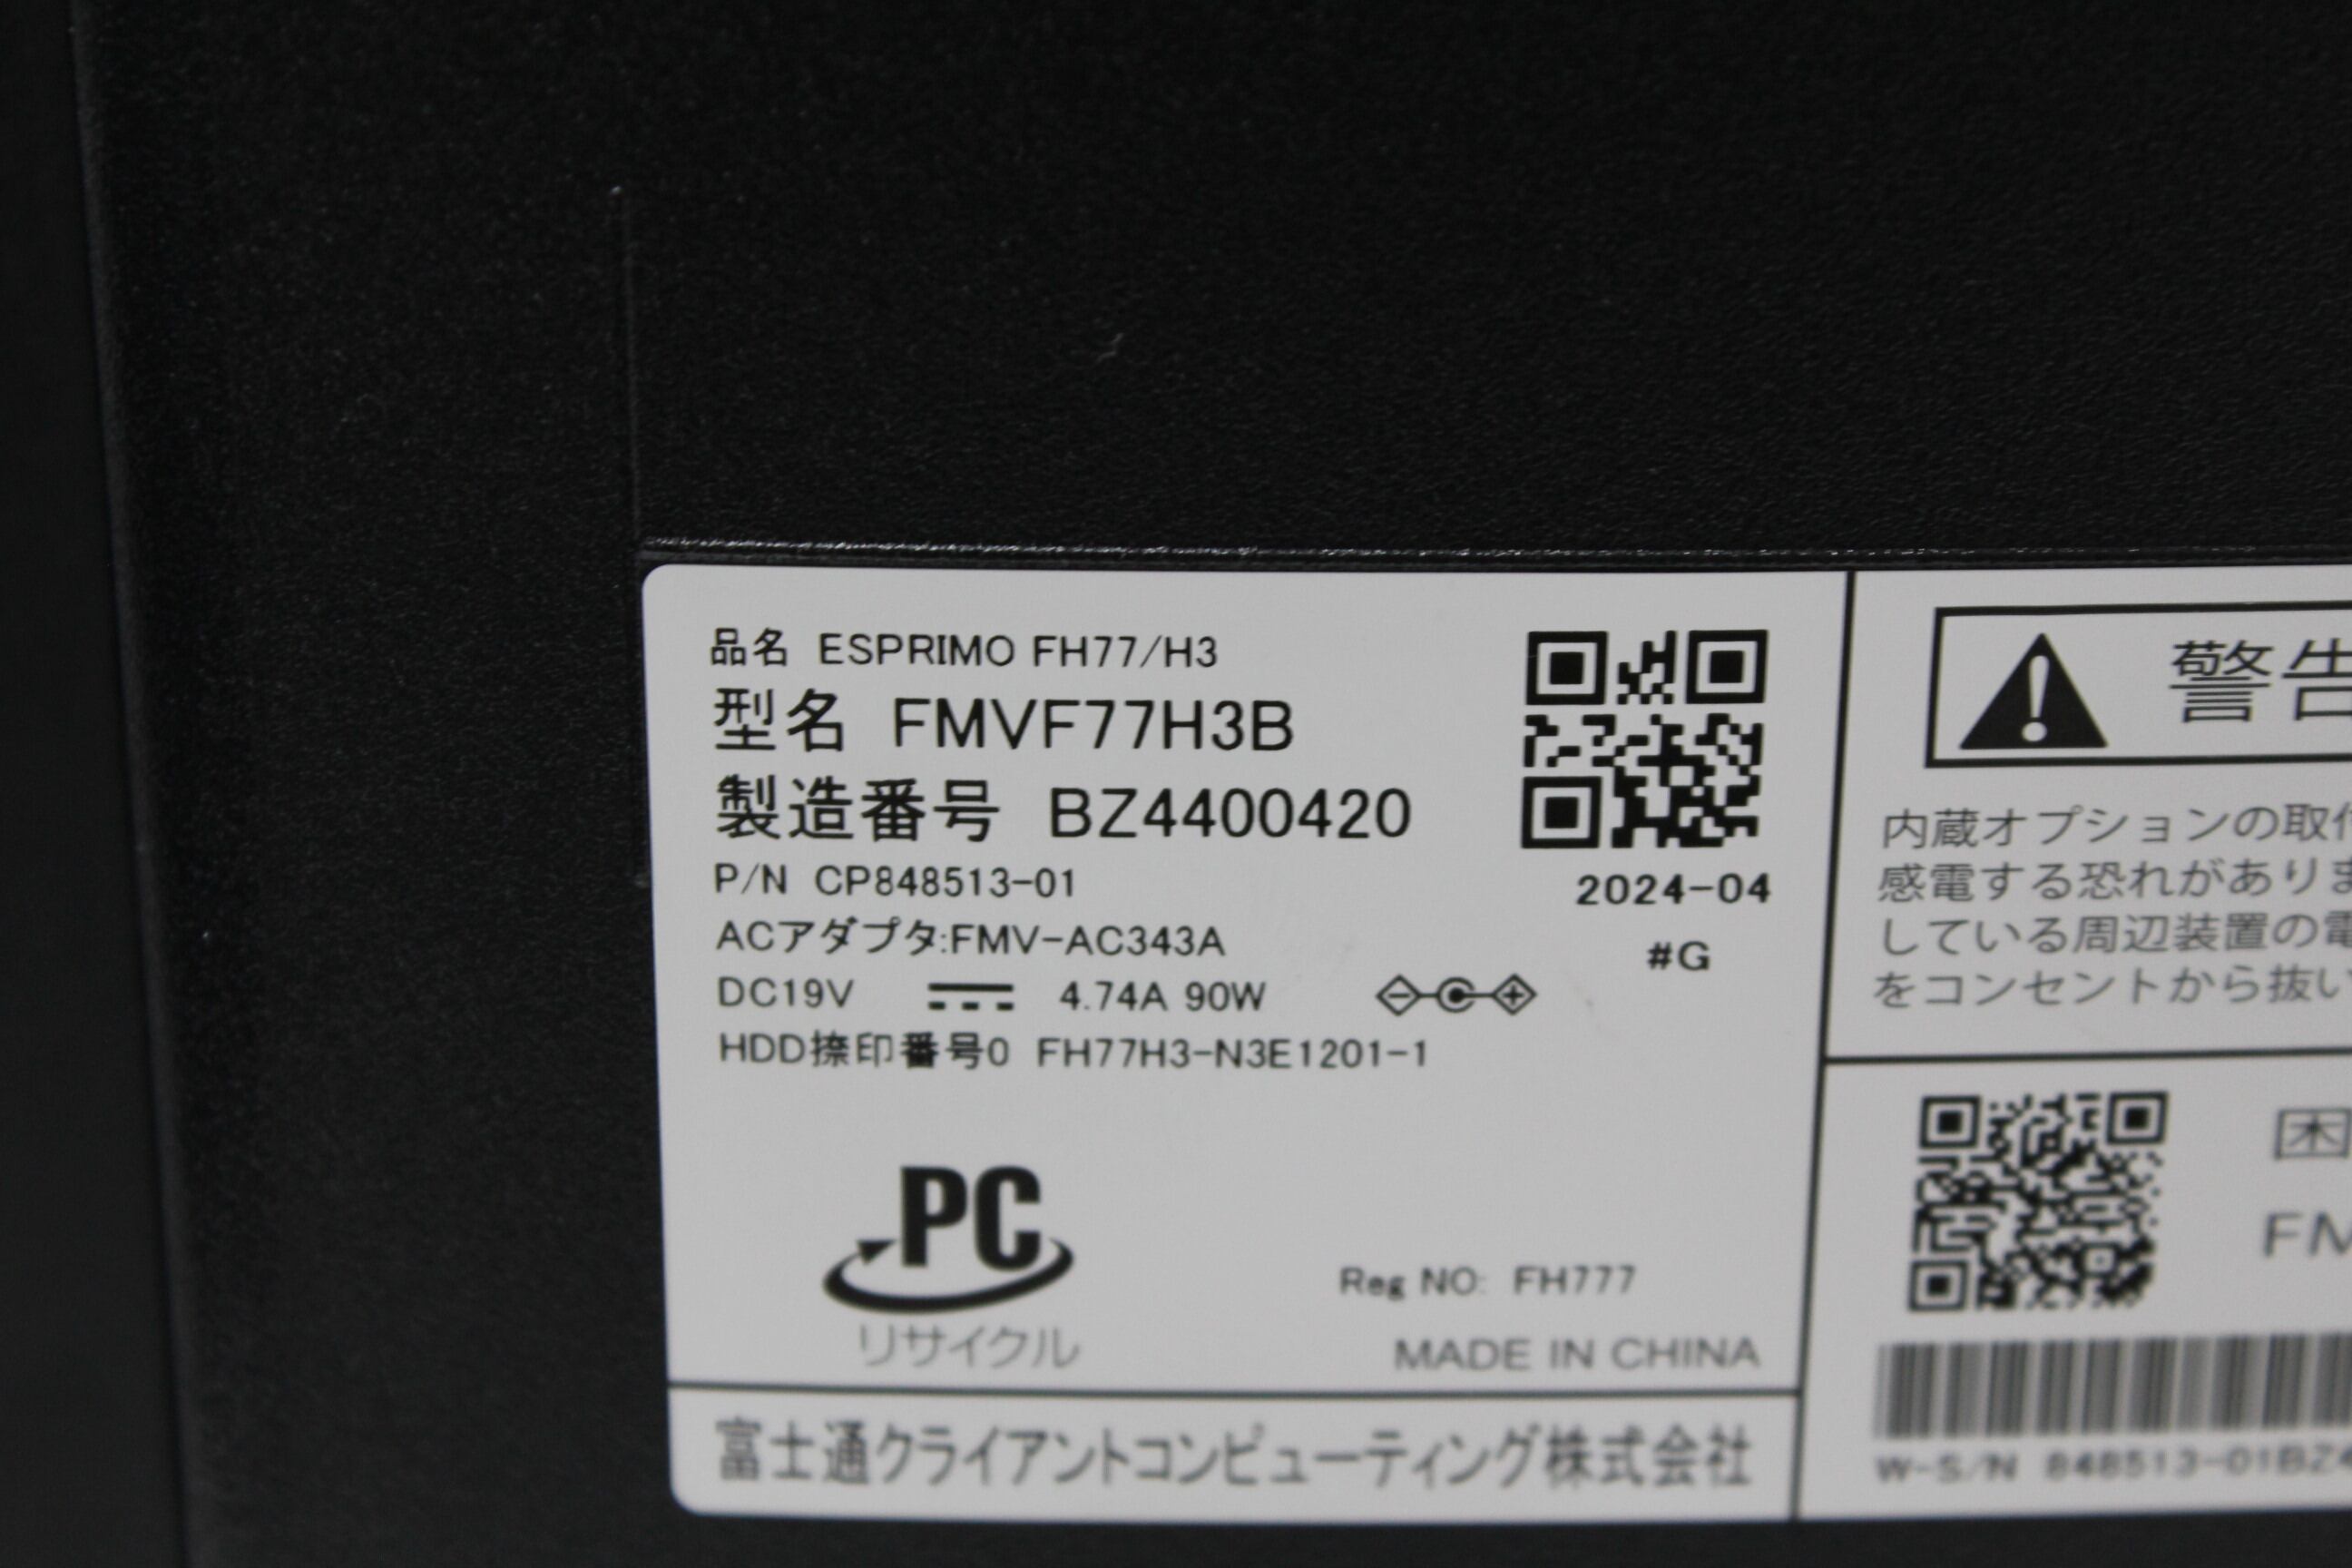 品名 ESPRIMO FH77/H3
型名 FMVF77H3B
製造番号 BZ4400420
P/N CP848513-01
ACアダプタ:FMV-AC343A
DC19V 4.74A 90W
HDD捺印番号0 FH77H3-N3E1201-1
2024-04
#G
PC
リサイクル
Reg NO: FH777
MADE IN CHINA
富士通クライアントコンピューティング株式会社
警告
内蔵オプションの取付
感電する恐れがありま
している周辺装置の電
をコンセントから抜い
困
FM
W-S/N 848513-01BZ4